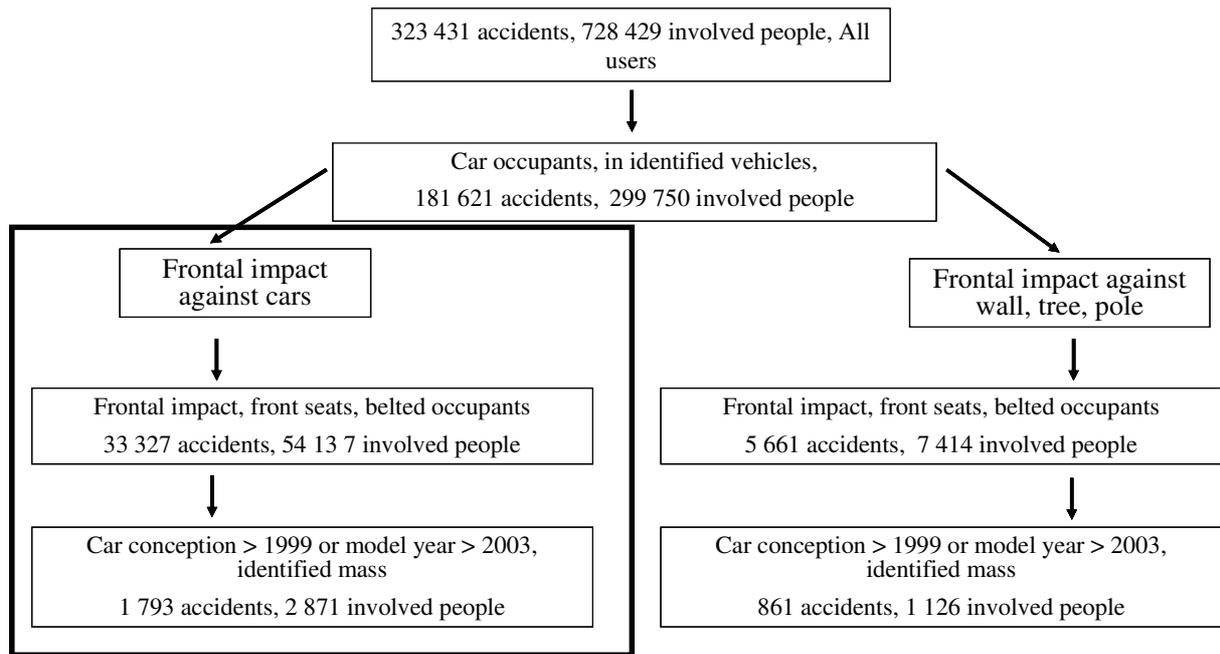 323 431 accidents, 728 429 involved people, All
users
Car occupants, in identified vehicles,
181 621 accidents, 299 750 involved people
Frontal impact
against cars
Frontal impact against
wall, tree, pole
Frontal impact, front seats, belted occupants
33 327 accidents, 54 13 7 involved people
Frontal impact, front seats, belted occupants
5 661 accidents, 7 414 involved people
Car conception > 1999 or model year > 2003,
identified mass
1 793 accidents, 2 871 involved people
Car conception > 1999 or model year > 2003,
identified mass
861 accidents, 1 126 involved people